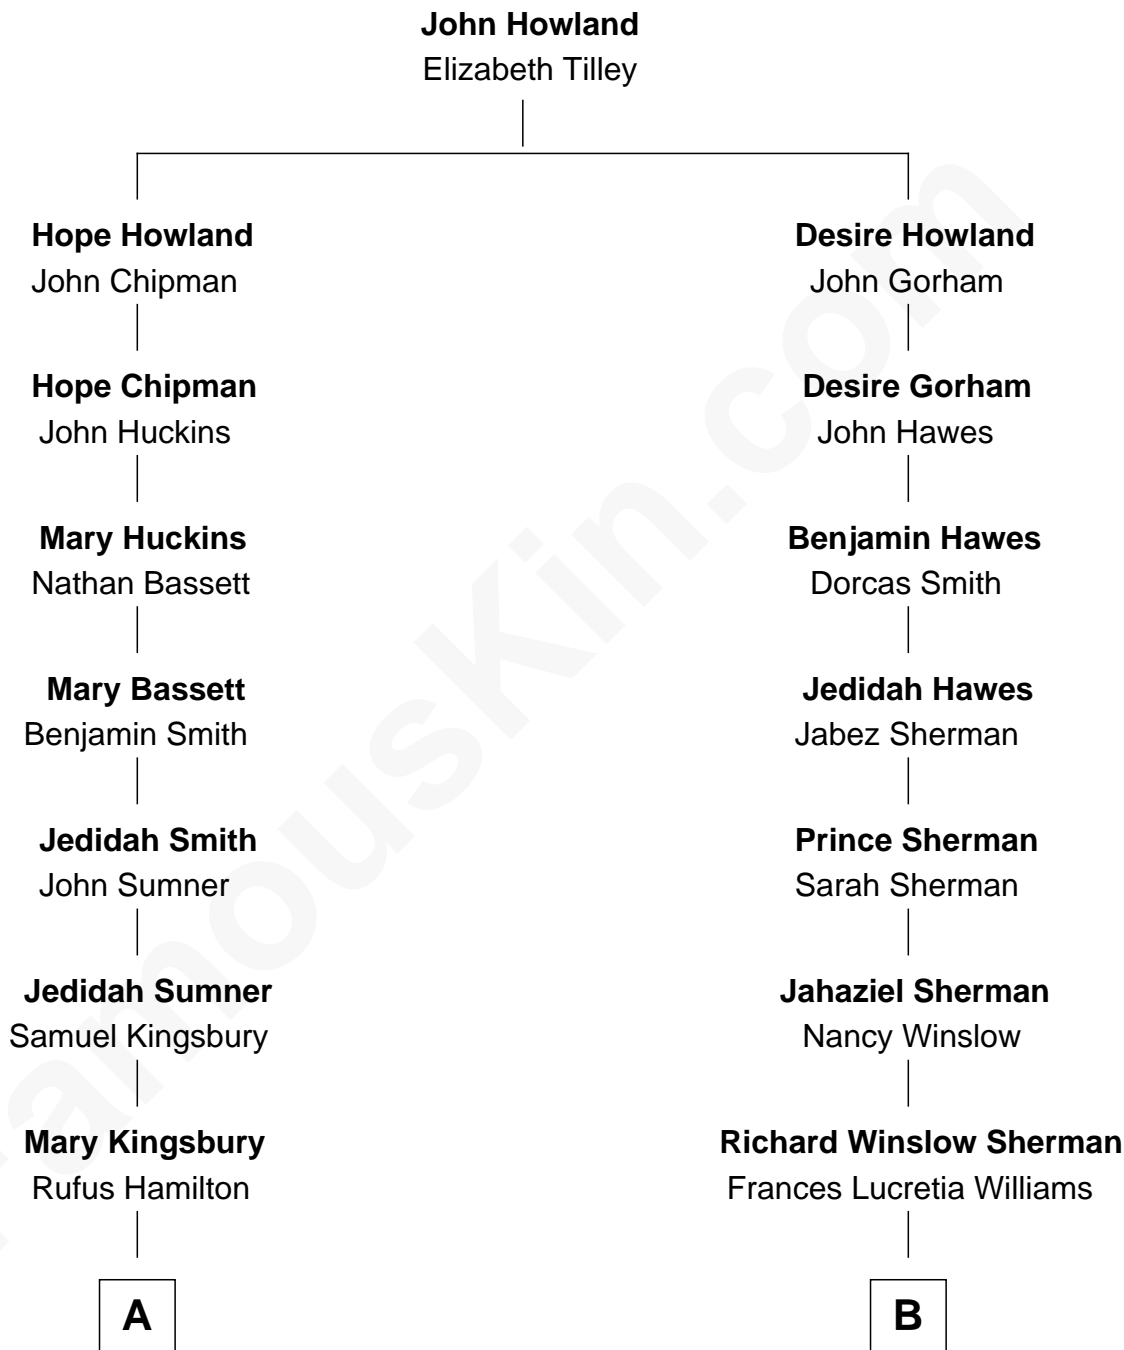 John Howland
Elizabeth Tilley
Hope Howland
John Chipman
Desire Howland
John Gorham
Hope Chipman
John Huckins
Desire Gorham
John Hawes
Mary Huckins
Nathan Bassett
Benjamin Hawes
Dorcas Smith
Mary Bassett
Benjamin Smith
Jedidah Hawes
Jabez Sherman
Jedidah Smith
John Sumner
Prince Sherman
Sarah Sherman
Jedidah Sumner
Samuel Kingsbury
Jahaziel Sherman
Nancy Winslow
Mary Kingsbury
Rufus Hamilton
Richard Winslow Sherman
Frances Lucretia Williams
A
B
FamousKin.com